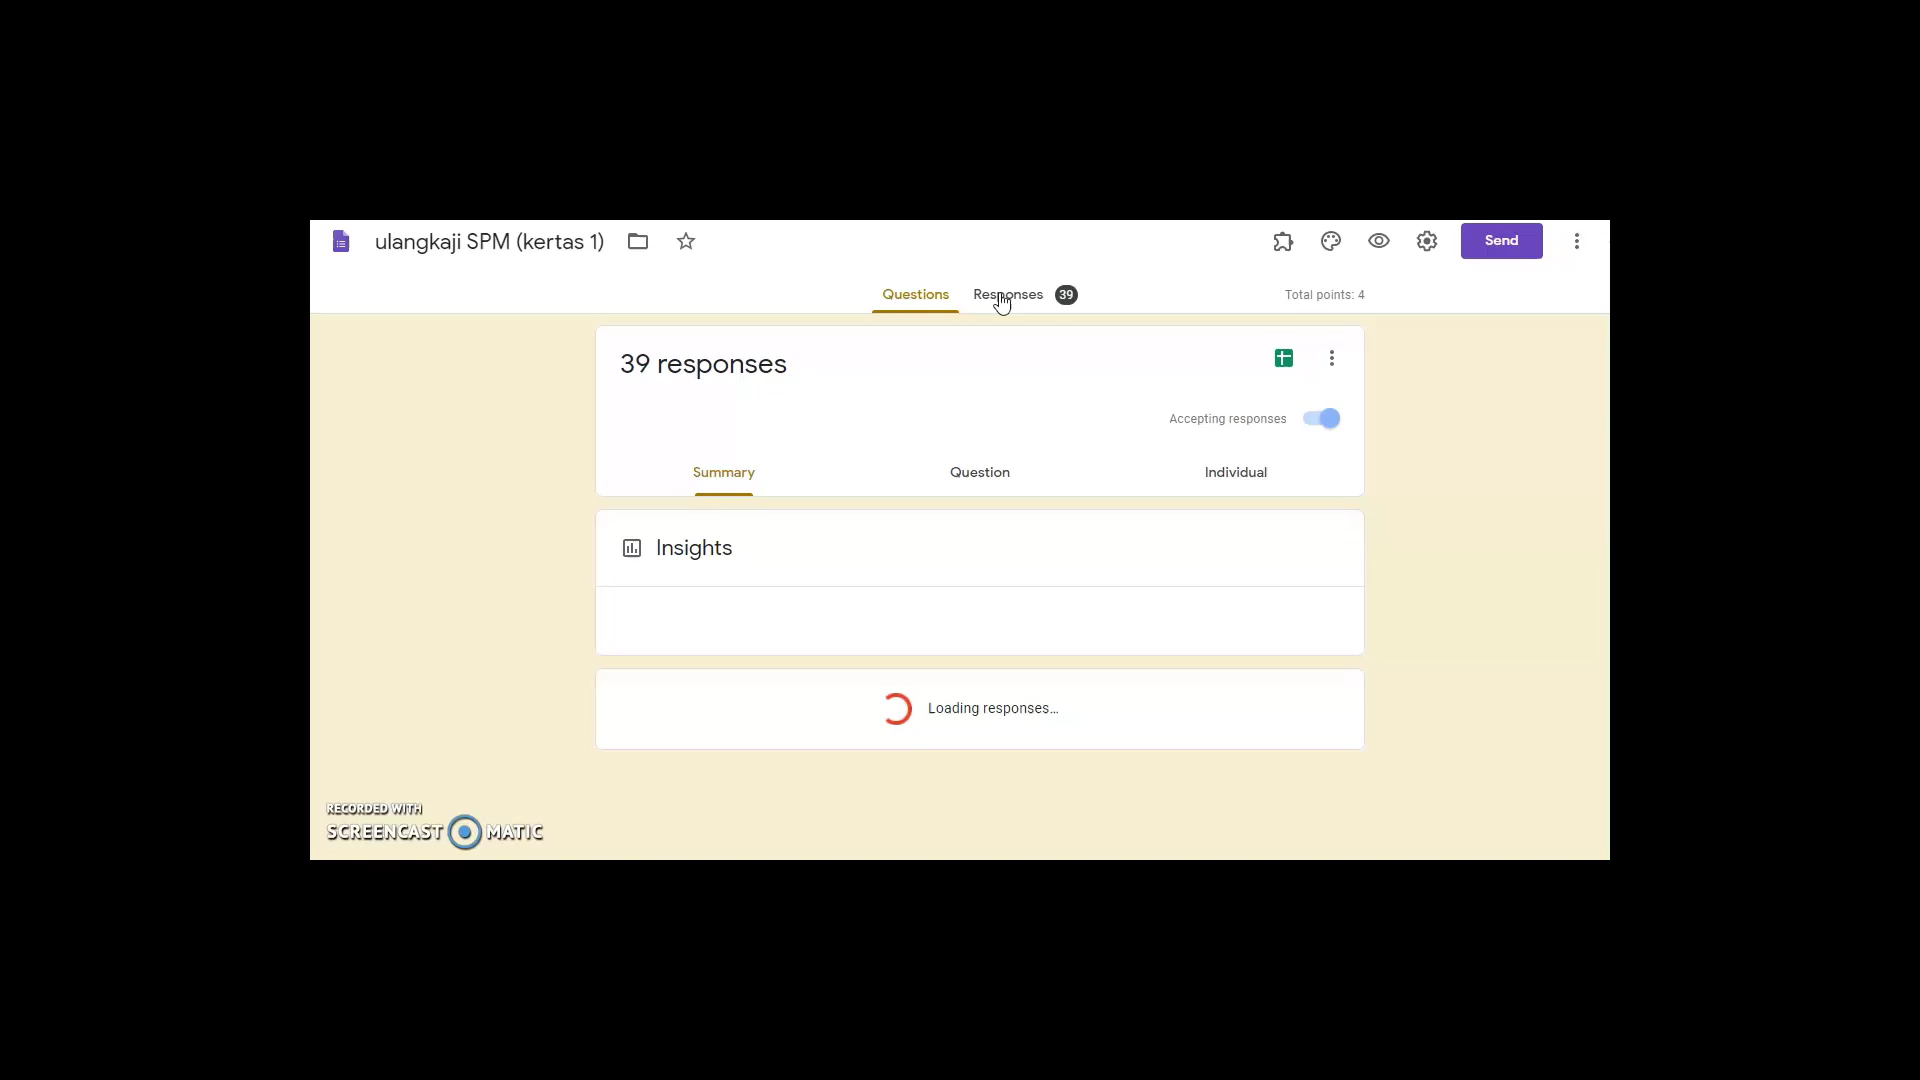 ulangkaji SPM (kertas 1)
Send
Questions
Responses
39
Total points: 4
39 responses
Accepting responses
Summary
Question
Individual
Insights
Loading responses...
RECORDED WITH
SCREENCAST MATIC